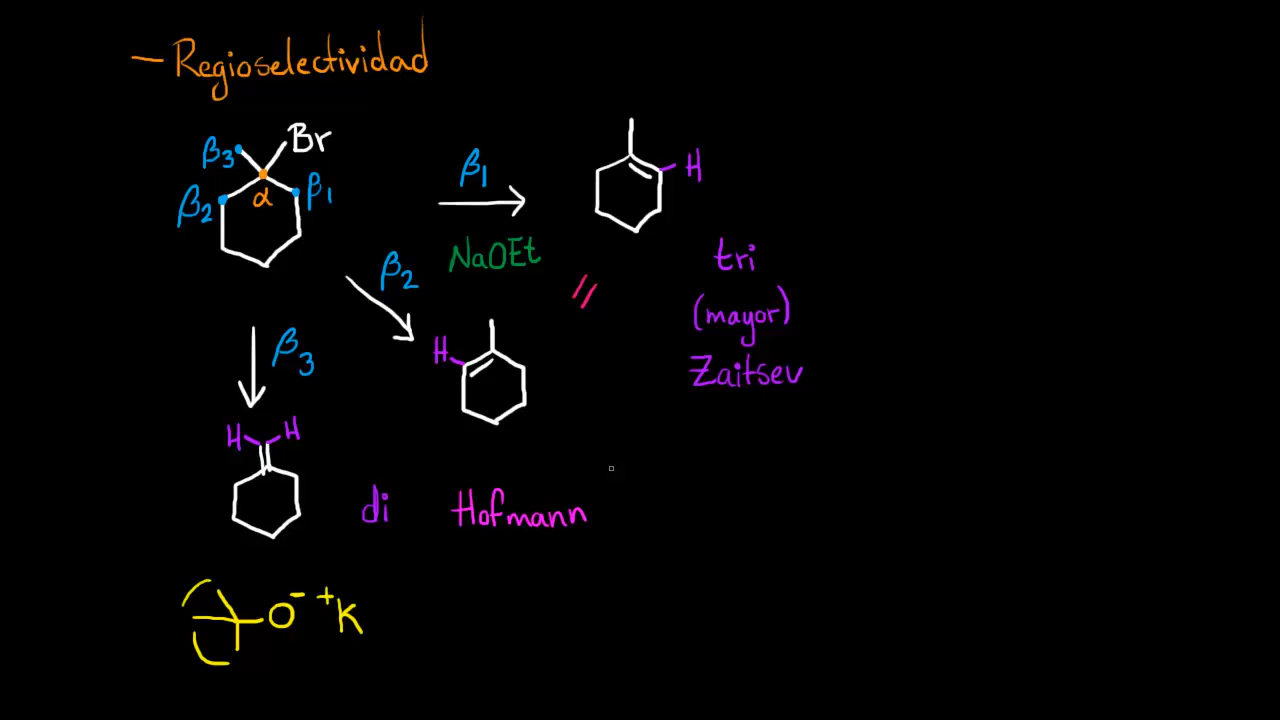 - Regioselectividad
Br
β3
α
β2
β1
β1
H
NaOEt
tri
β2
(mayor)
//
β3
H
Zaitsev
H H
di
Hofmann
O⁻ ⁺K